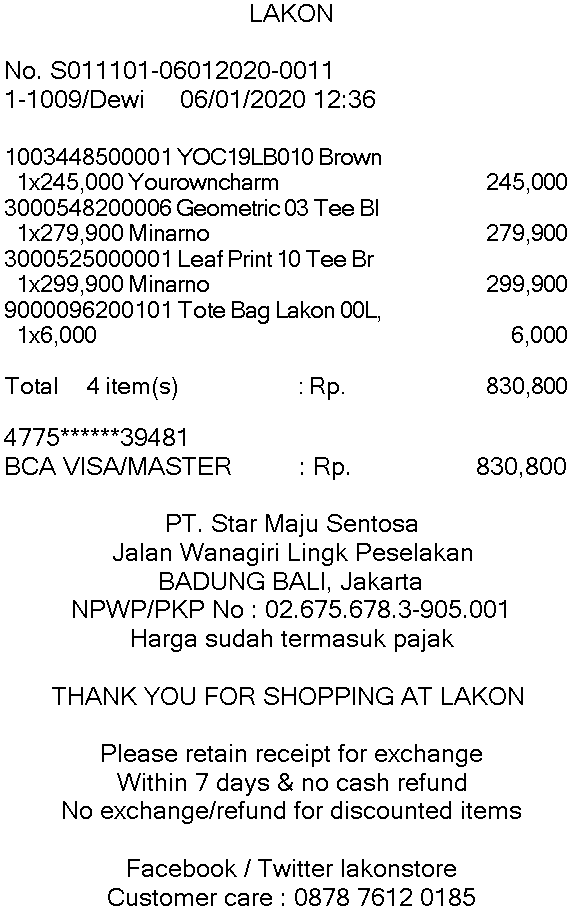 LAKON
No. S011101-06012020-0011
1-1009/Dewi 06/01/2020 12:36
1003448500001 YOC19LB010 Brown
1x245,000 Yourowncharm 245,000
3000548200006 Geometric 03 Tee Bl
1x279,900 Minarno 279,900
3000525000001 Leaf Print 10 Tee Br
1x299,900 Minarno 299,900
9000096200101 Tote Bag Lakon 00L,
1x6,000 6,000
Total 4 item(s) : Rp. 830,800
4775******39481
BCA VISA/MASTER : Rp. 830,800
PT. Star Maju Sentosa
Jalan Wanagiri Lingk Peselakan
BADUNG BALI, Jakarta
NPWP/PKP No : 02.675.678.3-905.001
Harga sudah termasuk pajak
THANK YOU FOR SHOPPING AT LAKON
Please retain receipt for exchange
Within 7 days & no cash refund
No exchange/refund for discounted items
Facebook / Twitter lakonstore
Customer care : 0878 7612 0185